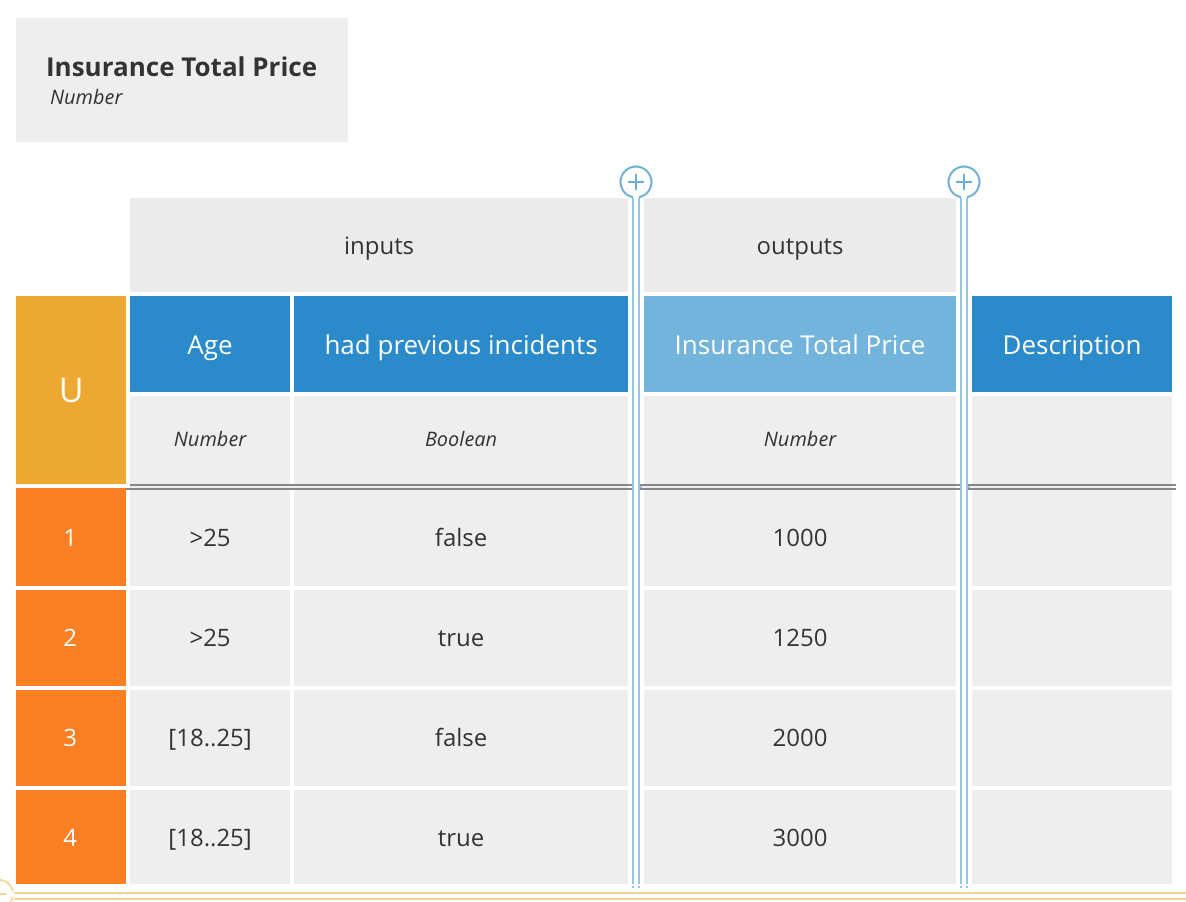 Insurance Total Price
Number
inputs outputs
U Age had previous incidents Insurance Total Price Description
Number Boolean Number
1 >25 false 1000
2 >25 true 1250
3 [18..25] false 2000
4 [18..25] true 3000